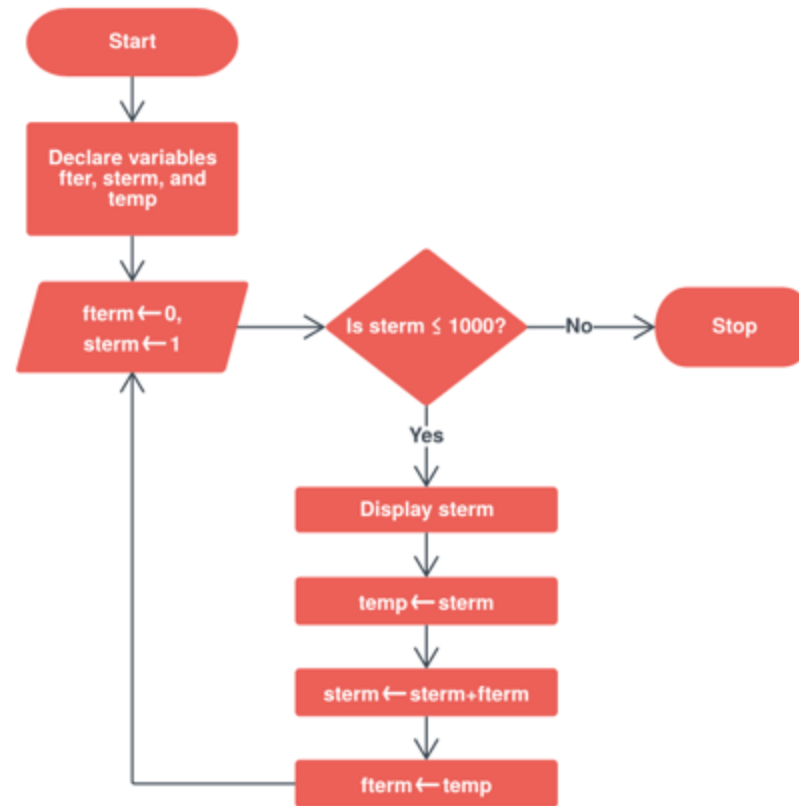 Start
Declare variables
fter, sterm, and
temp
fterm←0,
sterm←1
Is sterm ≤ 1000?
No
Stop
Yes
Display sterm
temp←sterm
sterm←sterm+fterm
fterm←temp